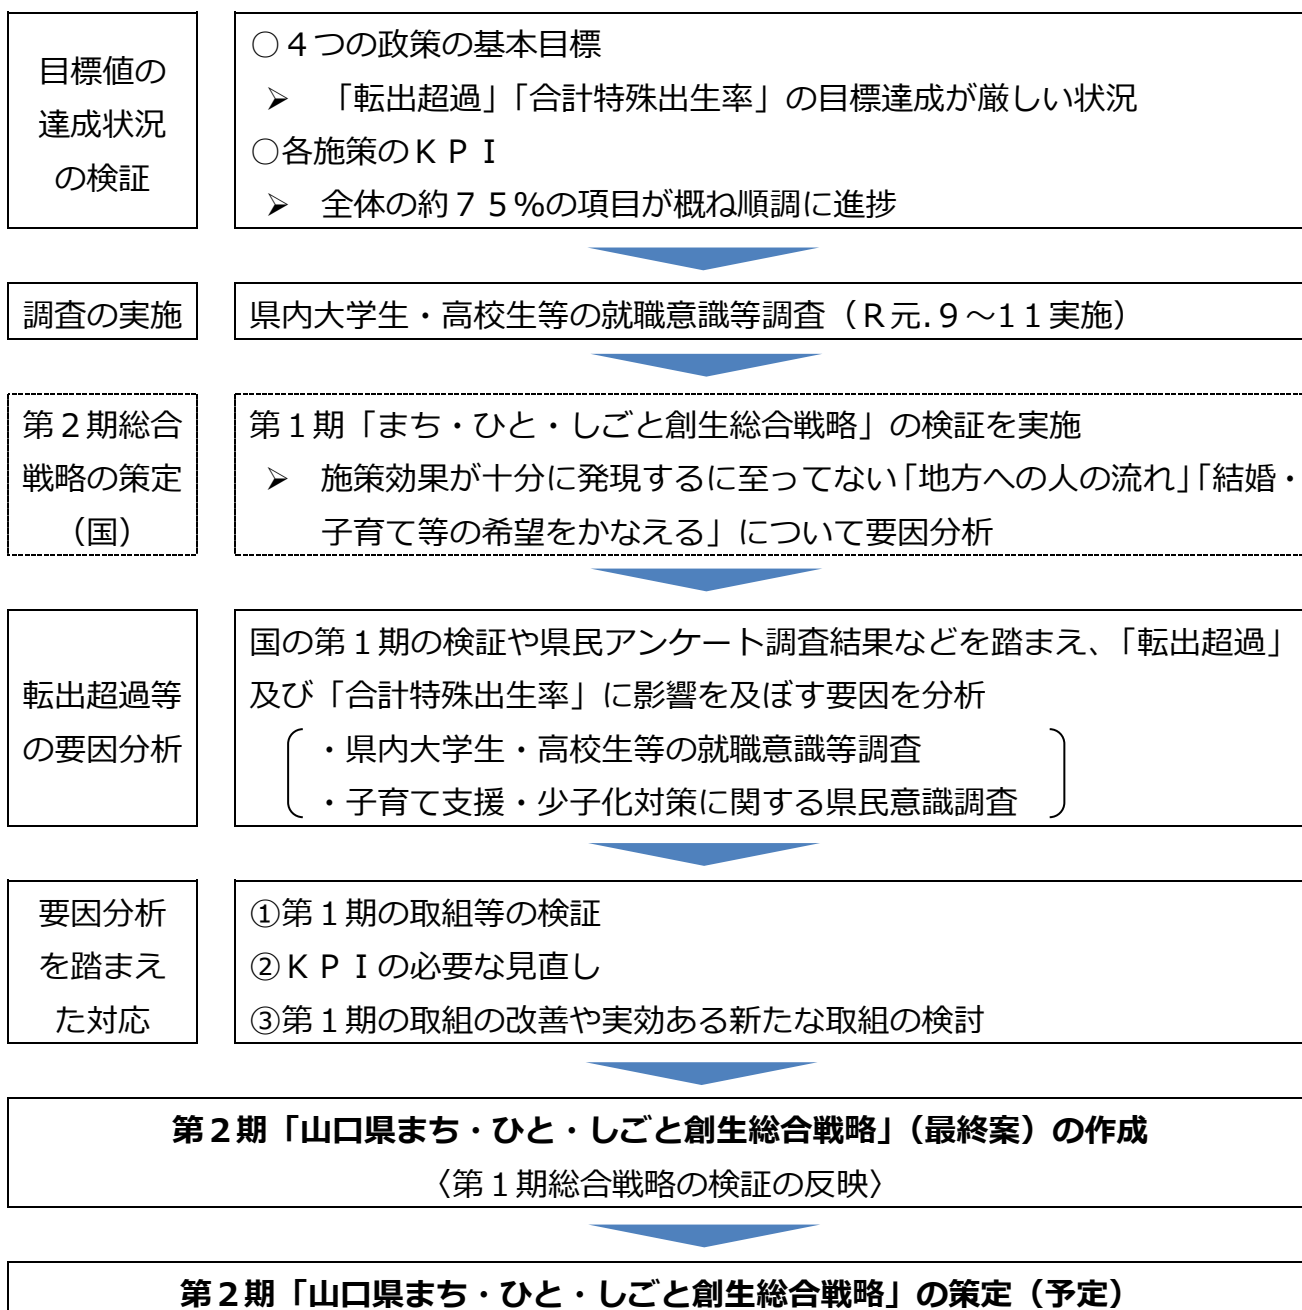 目標値の
達成状況
の検証
○４つの政策の基本目標
➢ 「転出超過」「合計特殊出生率」の目標達成が厳しい状況
○各施策のＫＰＩ
➢ 全体の約７５％の項目が概ね順調に進捗
調査の実施
県内大学生・高校生等の就職意識等調査（Ｒ元.９～１１実施）
第２期総合
戦略の策定
（国）
第１期「まち・ひと・しごと創生総合戦略」の検証を実施
➢ 施策効果が十分に発現するに至ってない「地方への人の流れ」「結婚・
子育て等の希望をかなえる」について要因分析
転出超過等
の要因分析
国の第１期の検証や県民アンケート調査結果などを踏まえ、「転出超過」
及び「合計特殊出生率」に影響を及ぼす要因を分析
・県内大学生・高校生等の就職意識等調査
・子育て支援・少子化対策に関する県民意識調査
要因分析
を踏まえ
た対応
①第１期の取組等の検証
②ＫＰＩの必要な見直し
③第１期の取組の改善や実効ある新たな取組の検討
第２期「山口県まち・ひと・しごと創生総合戦略」（最終案）の作成
〈第１期総合戦略の検証の反映〉
第２期「山口県まち・ひと・しごと創生総合戦略」の策定（予定）